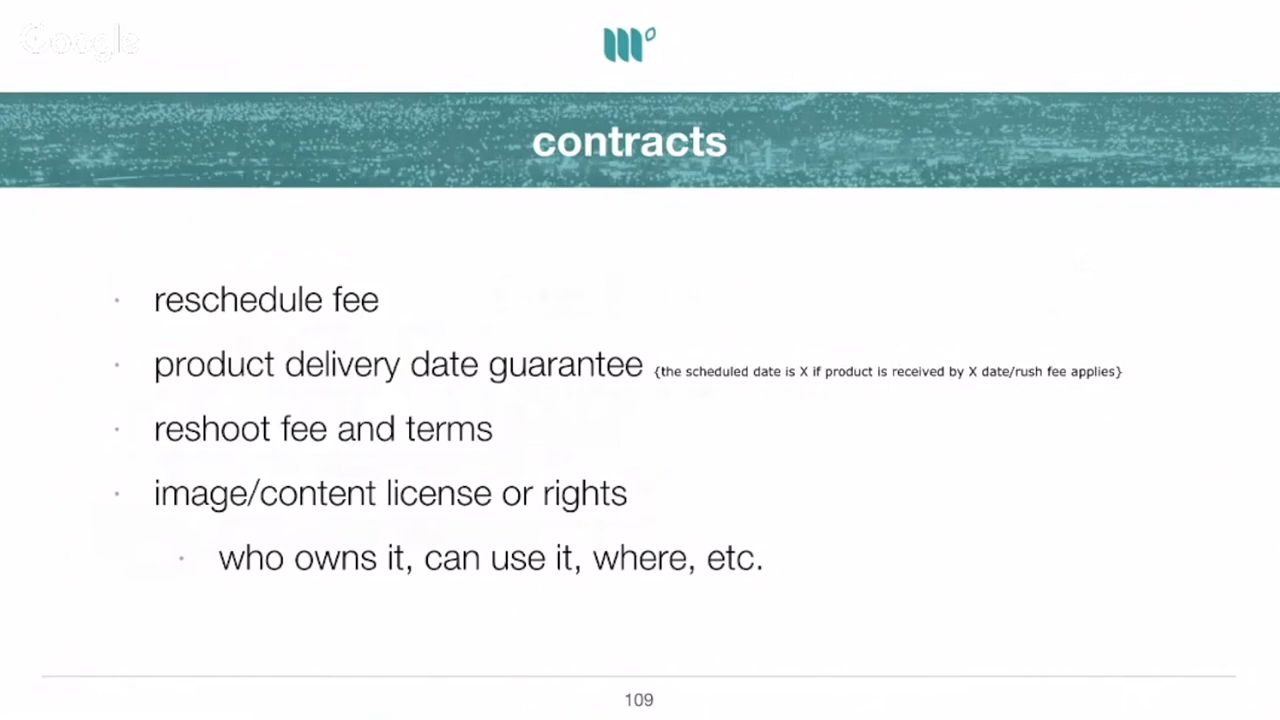 Google
contracts
reschedule fee
product delivery date guarantee {the scheduled date is X if product is received by X date/rush fee applies}
reshoot fee and terms
image/content license or rights
who owns it, can use it, where, etc.
109